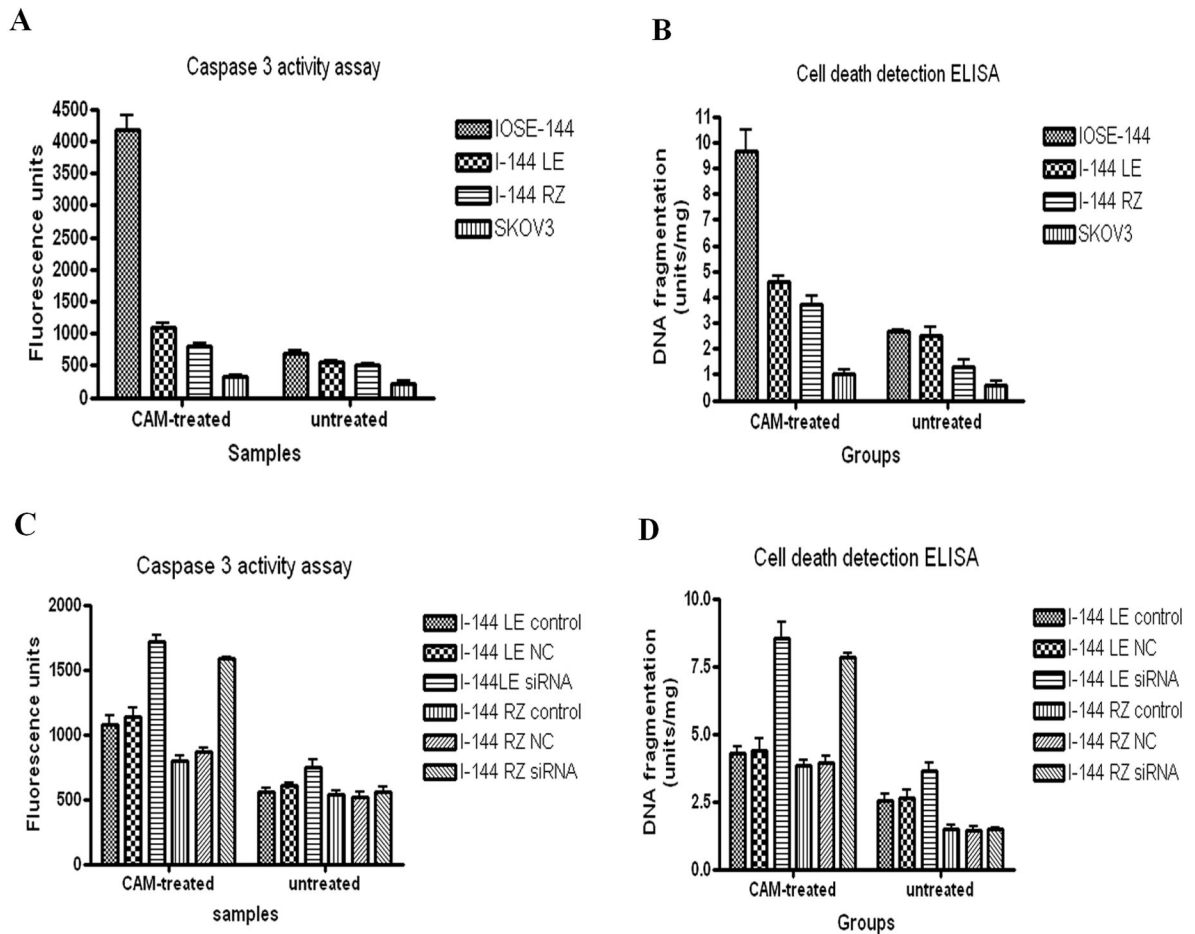 A
Caspase 3 activity assay
Fluorescence units
4500
4000
3500
3000
2500
2000
1500
1000
500
0
CAM-treated
untreated
Samples
IOSE-144
I-144 LE
I-144 RZ
SKOV3
B
Cell death detection ELISA
DNA fragmentation
(units/mg)
11
10
9
8
7
6
5
4
3
2
1
0
CAM-treated
untreated
Groups
IOSE-144
I-144 LE
I-144 RZ
SKOV3
C
Caspase 3 activity assay
Fluorescence units
2000
1500
1000
500
0
CAM-treated
untreated
samples
I-144 LE control
I-144 LE NC
I-144LE siRNA
I-144 RZ control
I-144 RZ NC
I-144 RZ siRNA
D
Cell death detection ELISA
DNA fragmentation
(units/mg)
10.0
7.5
5.0
2.5
0.0
CAM-treated
untreated
Groups
I-144 LE control
I-144 LE NC
I-144 LE siRNA
I-144 RZ control
I-144 RZ NC
I-144 RZ siRNA